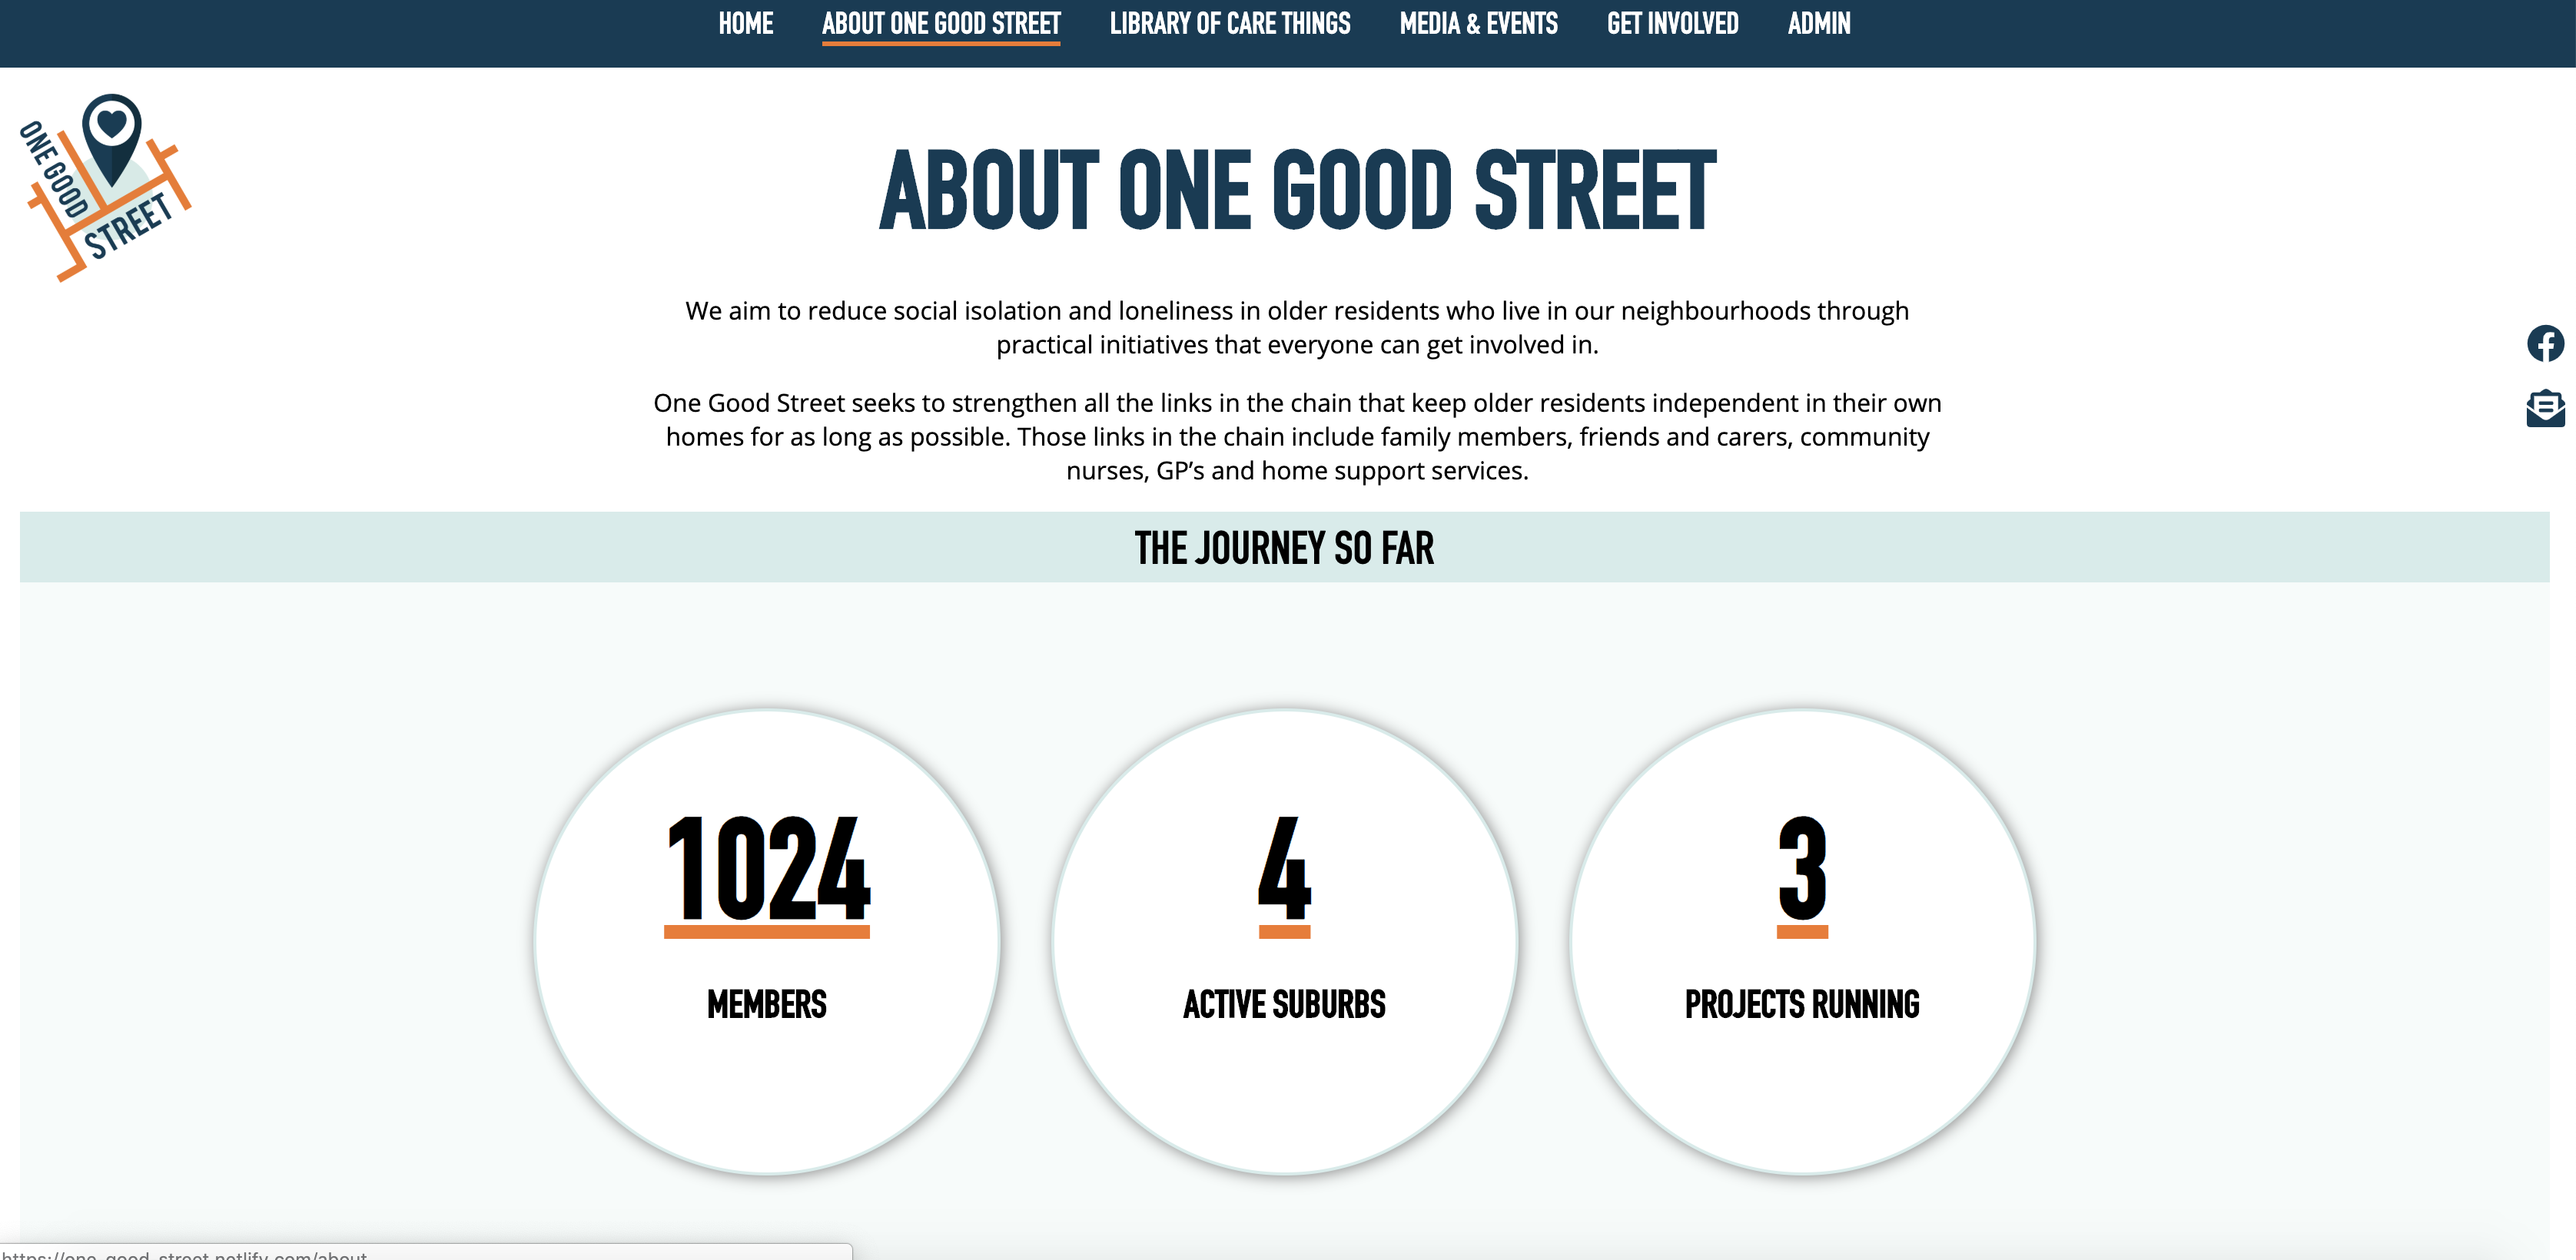 HOME ABOUT ONE GOOD STREET LIBRARY OF CARE THINGS MEDIA & EVENTS GET INVOLVED ADMIN
ONE GOOD
STREET
ABOUT ONE GOOD STREET
We aim to reduce social isolation and loneliness in older residents who live in our neighbourhoods through
practical initiatives that everyone can get involved in.
One Good Street seeks to strengthen all the links in the chain that keep older residents independent in their own
homes for as long as possible. Those links in the chain include family members, friends and carers, community
nurses, GP’s and home support services.
THE JOURNEY SO FAR
1024 4 3
MEMBERS ACTIVE SUBURBS PROJECTS RUNNING
https://one-good-street.netlify.com/about